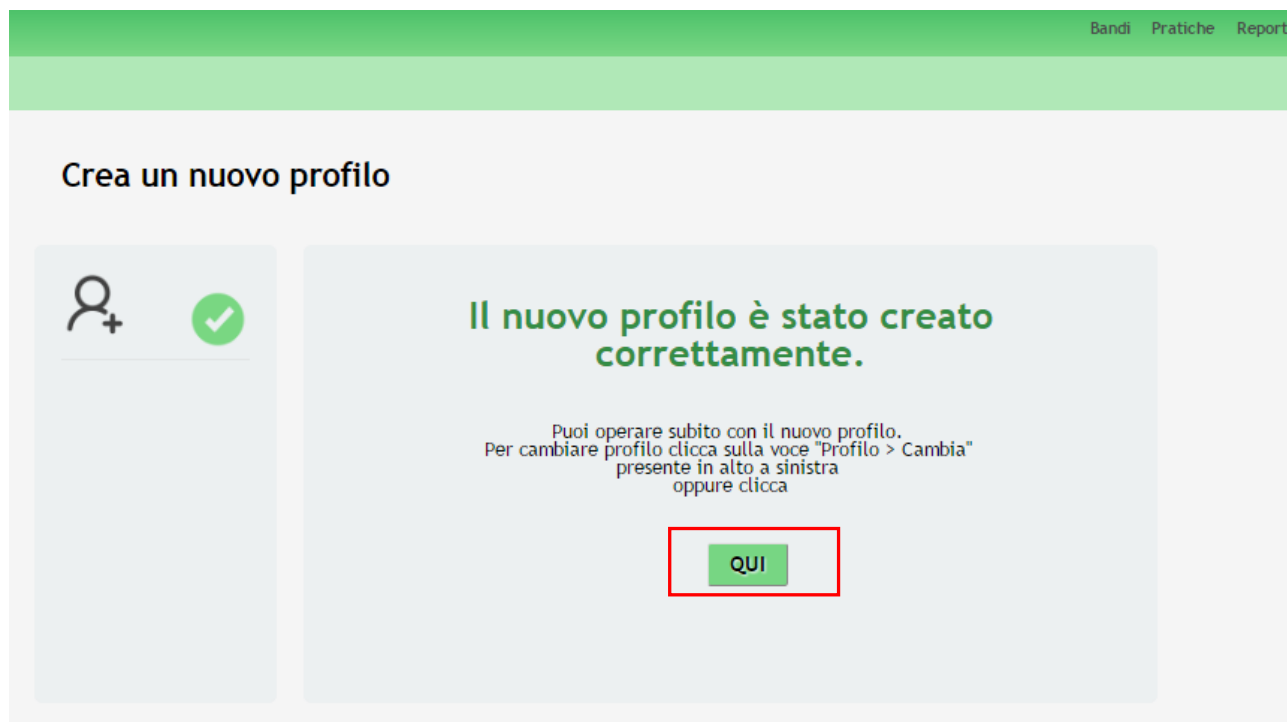 Bandi Pratiche Report
Crea un nuovo profilo
Il nuovo profilo è stato creato
correttamente.
Puoi operare subito con il nuovo profilo.
Per cambiare profilo clicca sulla voce "Profilo > Cambia"
presente in alto a sinistra
oppure clicca
QUI